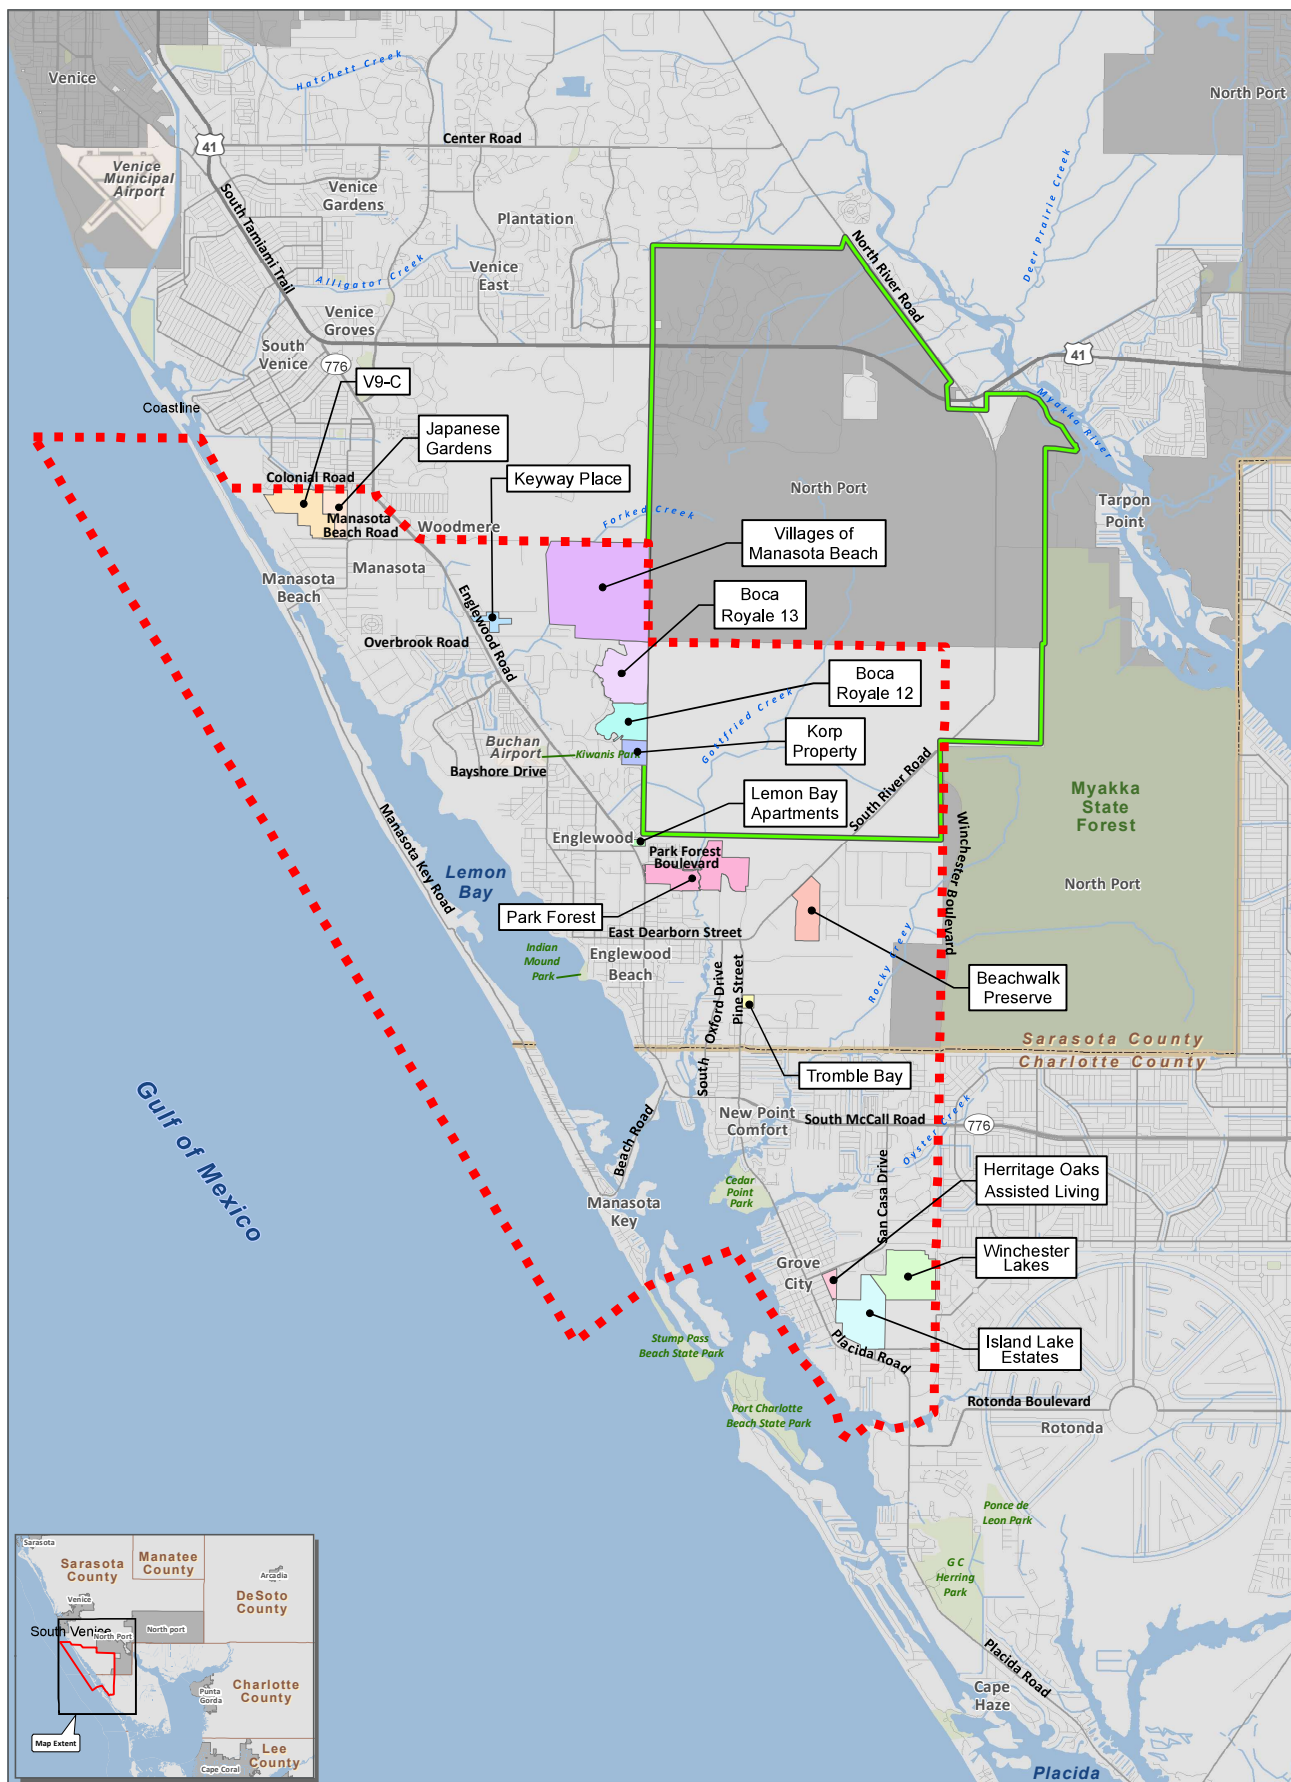 Venice
Hatchett Creek
North Port
41
Center Road
Venice
Municipal
Airport
Venice
Gardens
Plantation
Deer Prairie Creek
South Tamiami Trail
Alligator Creek
Venice
East
North River Road
Venice
Groves
South
Venice
776
41
V9-C
Coastline
Myakka River
Japanese
Gardens
Colonial Road
Keyway Place
North Port
Tarpon
Point
Manasota
Beach Road
Woodmere
Forked Creek
Villages of
Manasota Beach
Manasota
Beach
Manasota
Englewood Road
Boca
Royale 13
Overbrook Road
Boca
Royale 12
Gottfried Creek
Korp
Property
Buchan
Airport
Kiwanis Park
Bayshore Drive
South River Road
Myakka
State
Forest
Manasota Key Road
Lemon Bay
Apartments
Winchester Boulevard
Englewood
Park Forest
Boulevard
Lemon
Bay
North Port
Park Forest
East Dearborn Street
Indian
Mound
Park
Englewood
Beach
South Oxford Drive
Pine Street
Rocky Creey
Beachwalk
Preserve
Sarasota County
Charlotte County
Tromble Bay
Gulf of Mexico
New Point
Comfort
South McCall Road
776
Oyster Creek
Beach Road
San Casa Drive
Herritage Oaks
Assisted Living
Cedar
Point
Park
Manasota
Key
Grove
City
Winchester
Lakes
Stump Pass
Beach State Park
Placida Road
Island Lake
Estates
Port Charlotte
Beach State Park
Rotonda Boulevard
Rotonda
Ponce de
Leon Park
G C
Herring
Park
Placida Road
Cape
Haze
Placida
Sarasota
Sarasota
County
Manatee
County
Arcadia
DeSoto
County
Venice
South Venice
North Port
North port
Charlotte
County
Punta
Gorda
Map Extent
Lee
County
Cape Coral